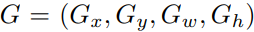 G = (G_x, G_y, G_w, G_h)